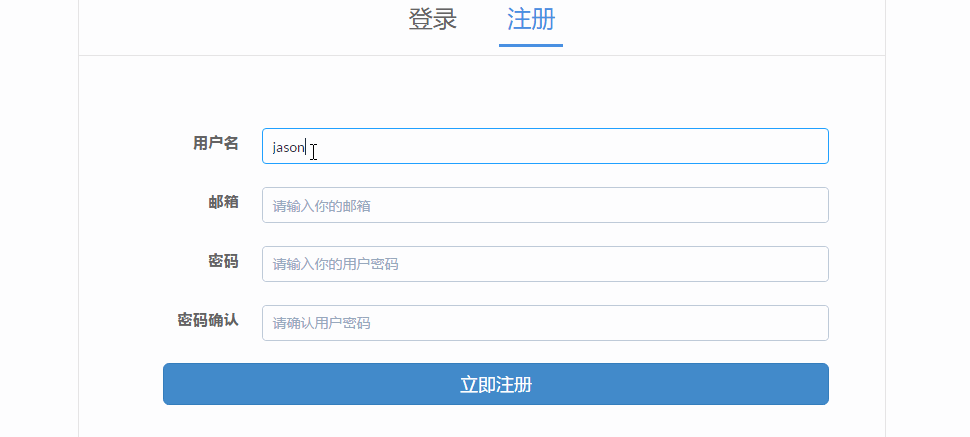 登录 注册
用户名 jason
邮箱 请输入你的邮箱
密码 请输入你的用户密码
密码确认 请确认用户密码
立即注册